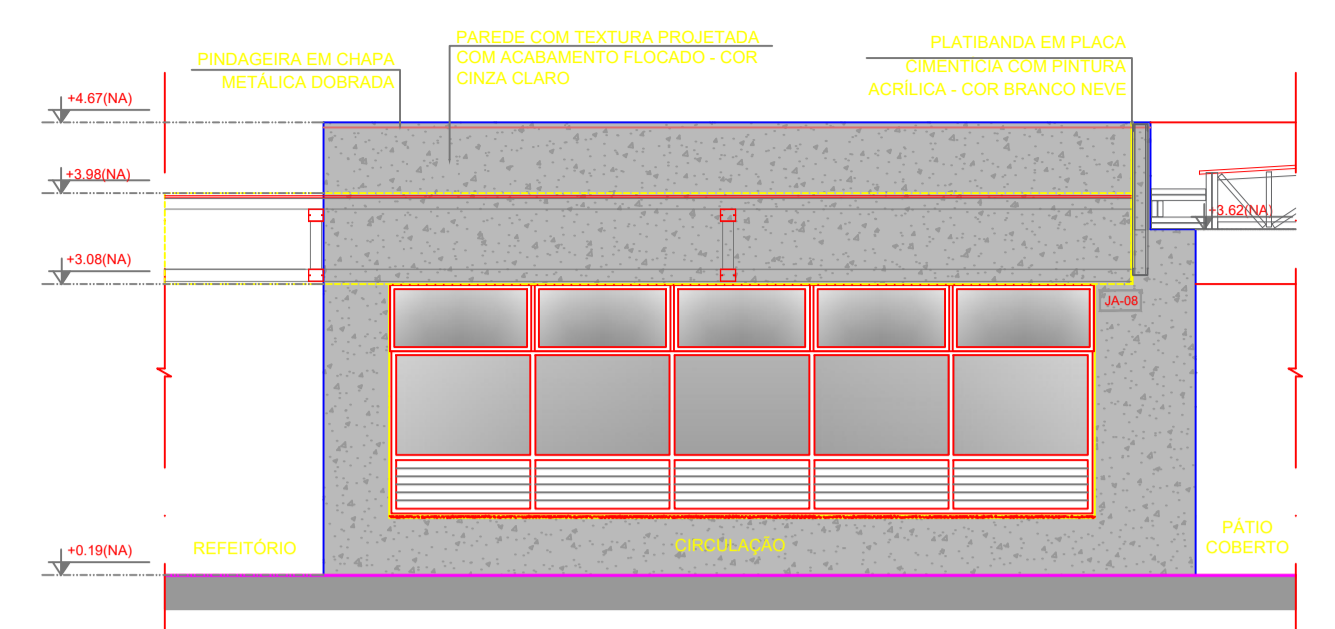 PINDAGEIRA EM CHAPA
METÁLICA DOBRADA
PAREDE COM TEXTURA PROJETADA
COM ACABAMENTO FLOCADO - COR
CINZA CLARO
PLATIBANDA EM PLACA
CIMENTÍCIA COM PINTURA
ACRÍLICA - COR BRANCO NEVE
+4.67(NA)
+3.98(NA)
+3.62(NA)
+3.08(NA)
JA-08
+0.19(NA)
REFEITÓRIO
CIRCULAÇÃO
PÁTIO
COBERTO